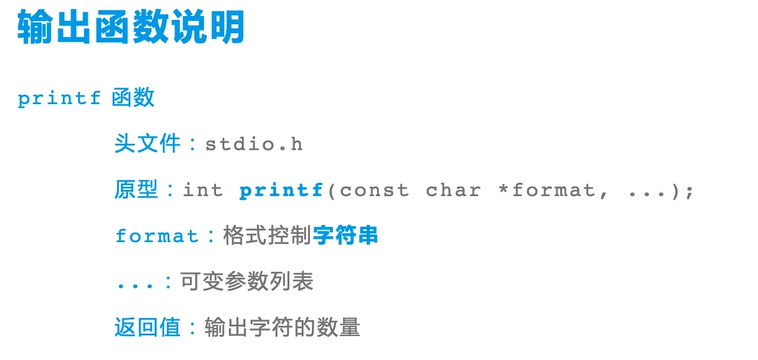 输出函数说明
printf 函数
头文件：stdio.h
原型：int printf(const char *format, ...);
format：格式控制字符串
...：可变参数列表
返回值：输出字符的数量